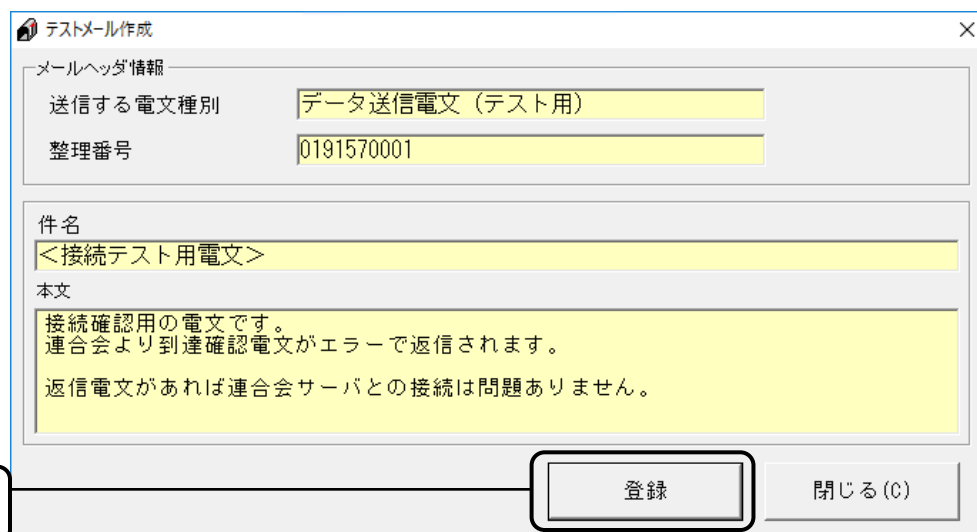 テストメール作成
メールヘッダ情報
送信する電文種別
データ送信電文（テスト用）
整理番号
0191570001
件名
＜接続テスト用電文＞
本文
接続確認用の電文です。
連合会より到達確認電文がエラーで返信されます。
返信電文があれば連合会サーバとの接続は問題ありません。
登録
閉じる(C)